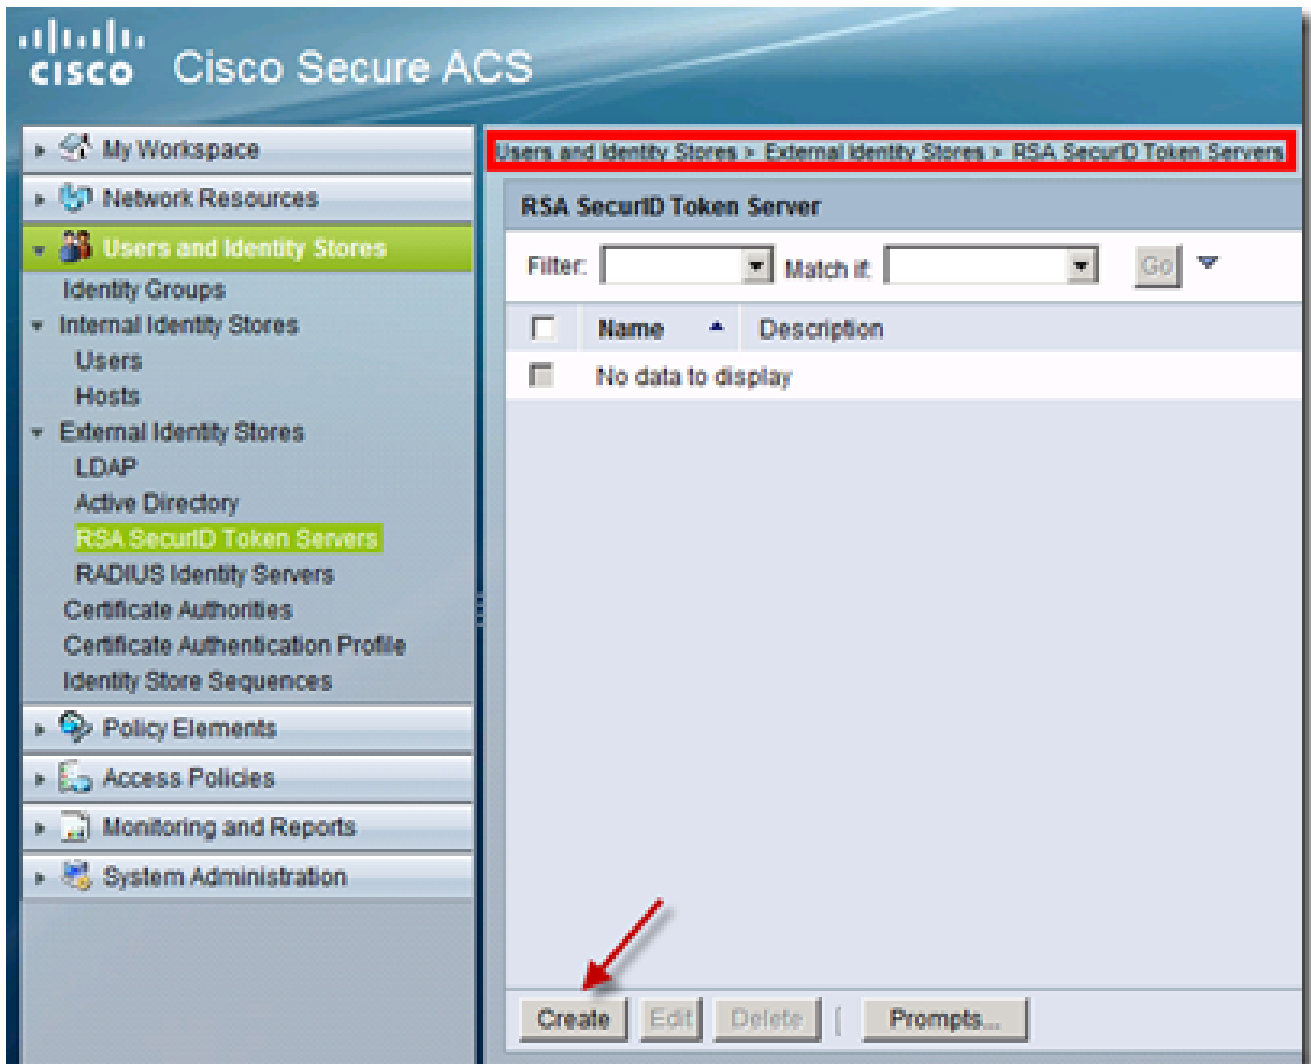 CISCO Cisco Secure ACS
My Workspace
Network Resources
Users and Identity Stores
Identity Groups
Internal Identity Stores
Users
Hosts
External Identity Stores
LDAP
Active Directory
RSA SecurID Token Servers
RADIUS Identity Servers
Certificate Authorities
Certificate Authentication Profile
Identity Store Sequences
Policy Elements
Access Policies
Monitoring and Reports
System Administration
Users and Identity Stores > External Identity Stores > RSA SecurID Token Servers
RSA SecurID Token Server
Filter: Match if: Go
Name Description
No data to display
Create Edit Delete | Prompts...